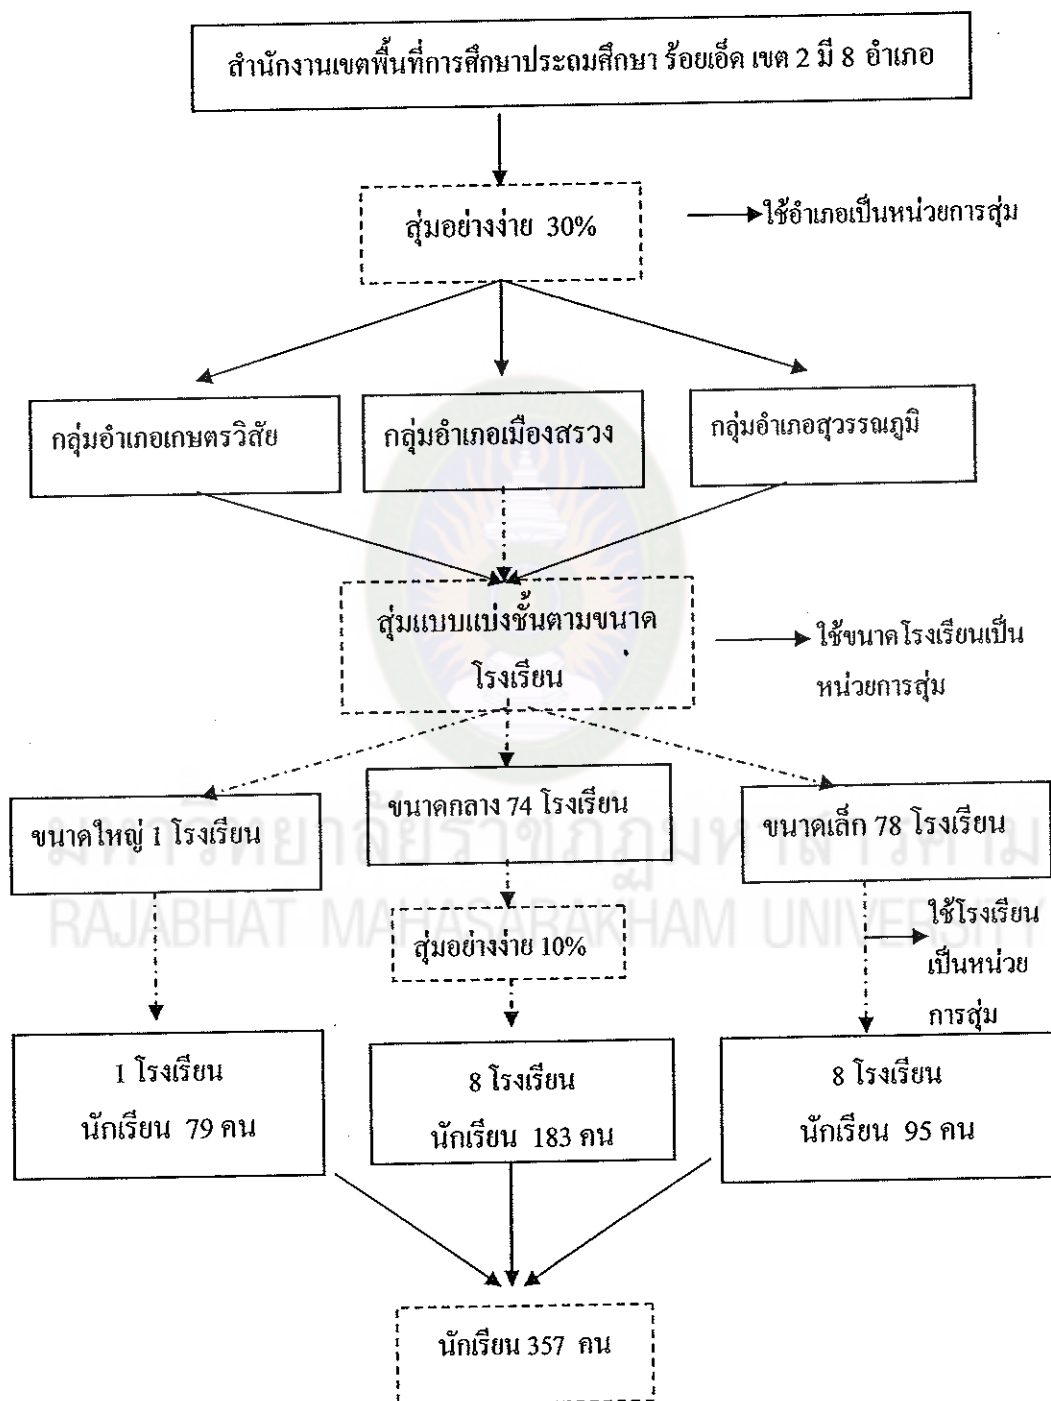 สำนักงานเขตพื้นที่การศึกษาประถมศึกษา ร้อยเอ็ด เขต 2 มี 8 อำเภอ
สุ่มอย่างง่าย 30%
ใช้อำเภอเป็นหน่วยการสุ่ม
กลุ่มอำเภอเกษตรวิสัย
กลุ่มอำเภอเมืองสรวง
กลุ่มอำเภอสุวรรณภูมิ
สุ่มแบบแบ่งชั้นตามขนาด
โรงเรียน
ใช้ขนาดโรงเรียนเป็น
หน่วยการสุ่ม
ขนาดใหญ่ 1 โรงเรียน
ขนาดกลาง 74 โรงเรียน
ขนาดเล็ก 78 โรงเรียน
มหาวิทยาลัยราชภัฏมหาสารคาม
RAJABHAT MAHASARAKHAM UNIVERSITY
สุ่มอย่างง่าย 10%
ใช้โรงเรียน
เป็นหน่วย
การสุ่ม
1 โรงเรียน
นักเรียน 79 คน
8 โรงเรียน
นักเรียน 183 คน
8 โรงเรียน
นักเรียน 95 คน
นักเรียน 357 คน